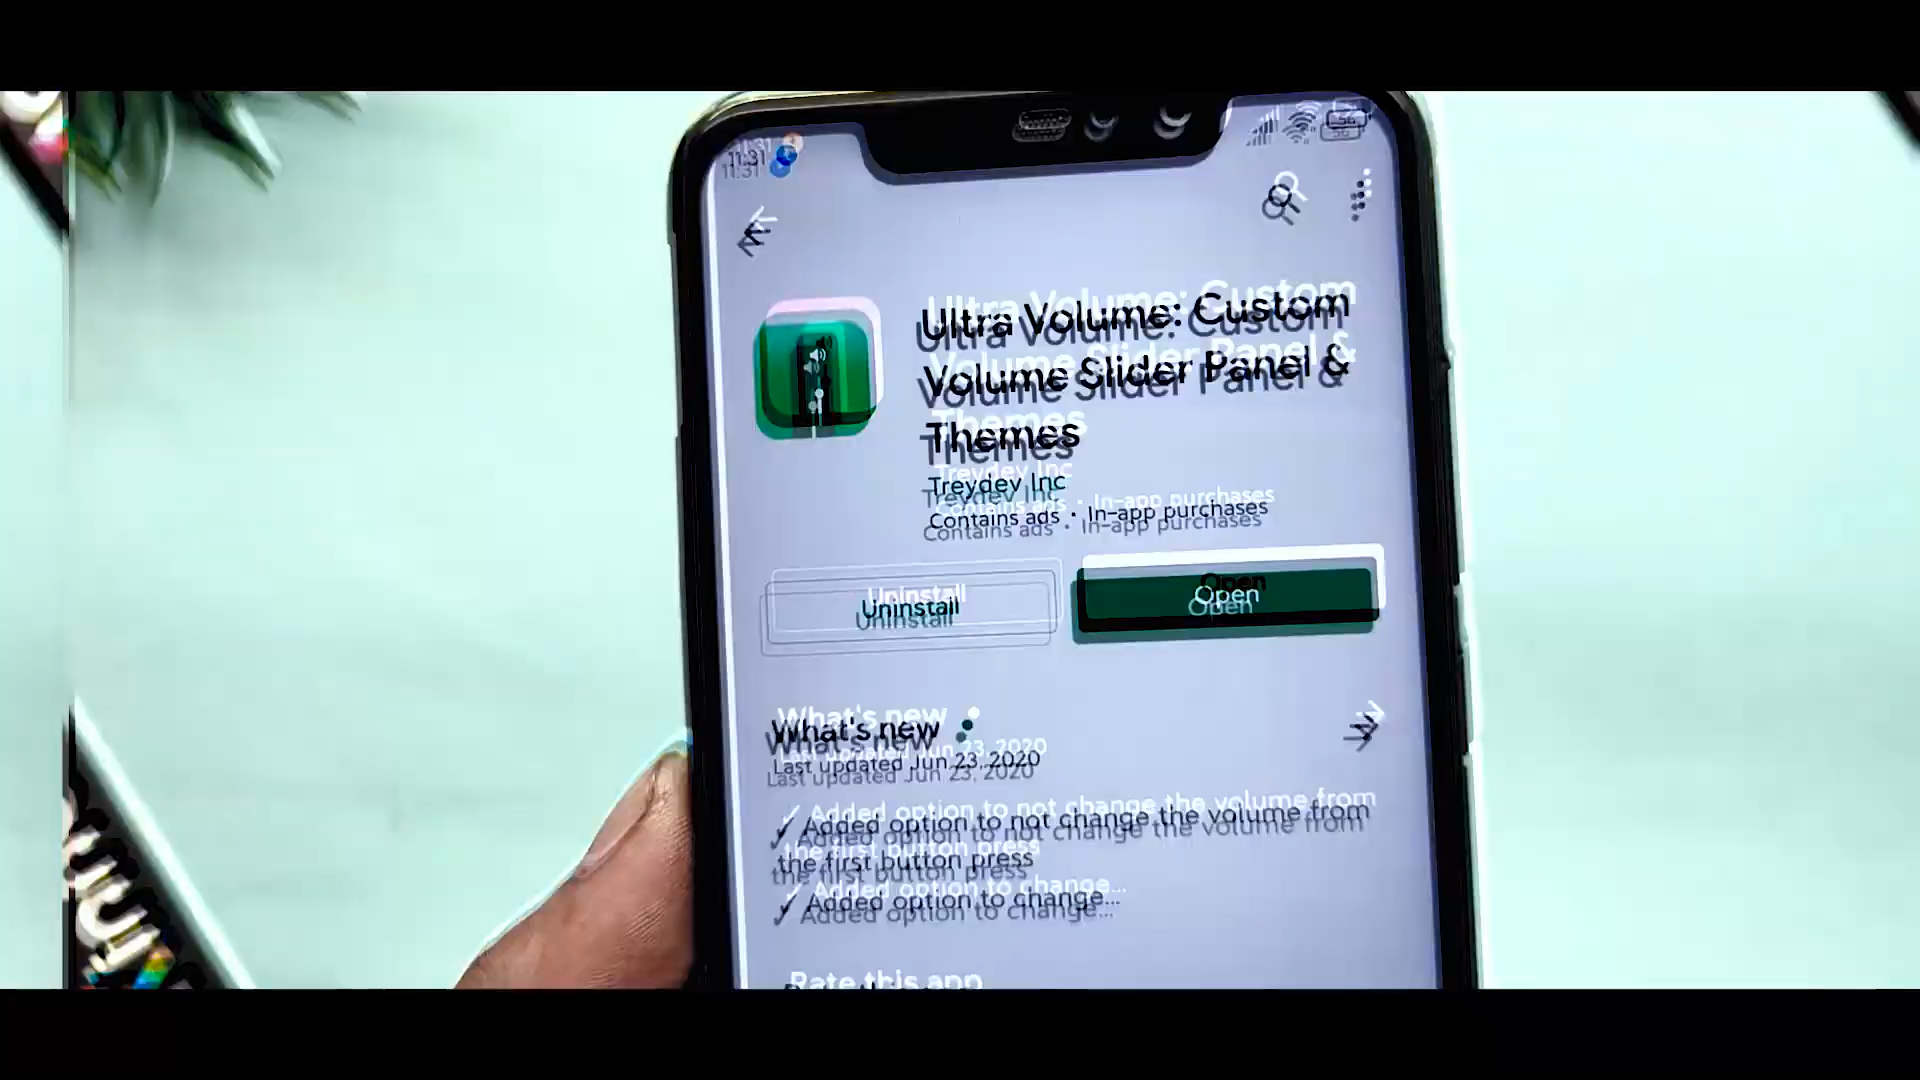 11:31
56
Ultra Volume: Custom
Volume Slider Panel &
Themes
Treydev Inc
Contains ads • In-app purchases
Uninstall
Open
What's new
Last updated Jun 23, 2020
✓ Added option to not change the volume from
the first button press
✓ Added option to change...
Rate this app